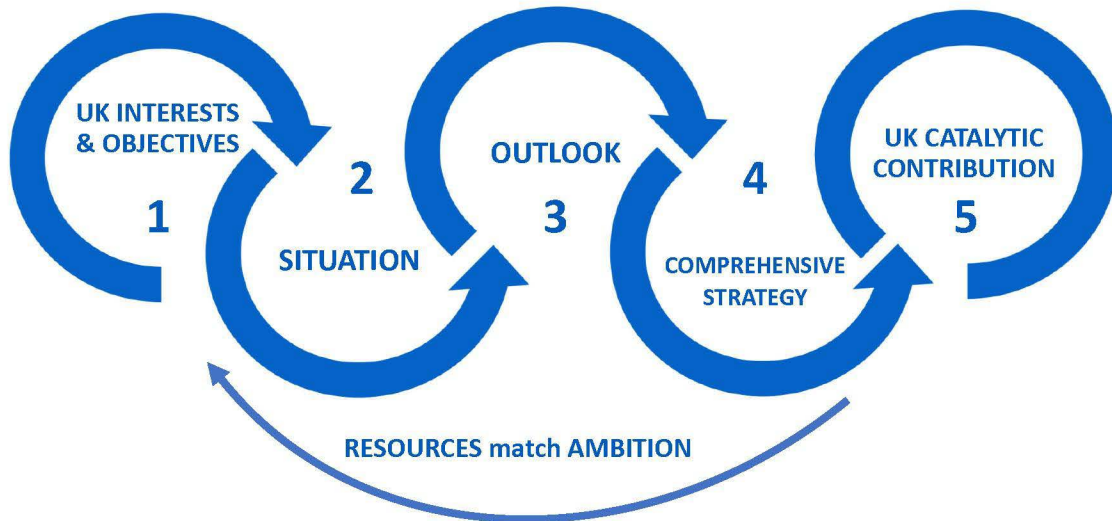 UK INTERESTS
& OBJECTIVES
1
2
SITUATION
OUTLOOK
3
4
COMPREHENSIVE
STRATEGY
UK CATALYTIC
CONTRIBUTION
5
RESOURCES match AMBITION